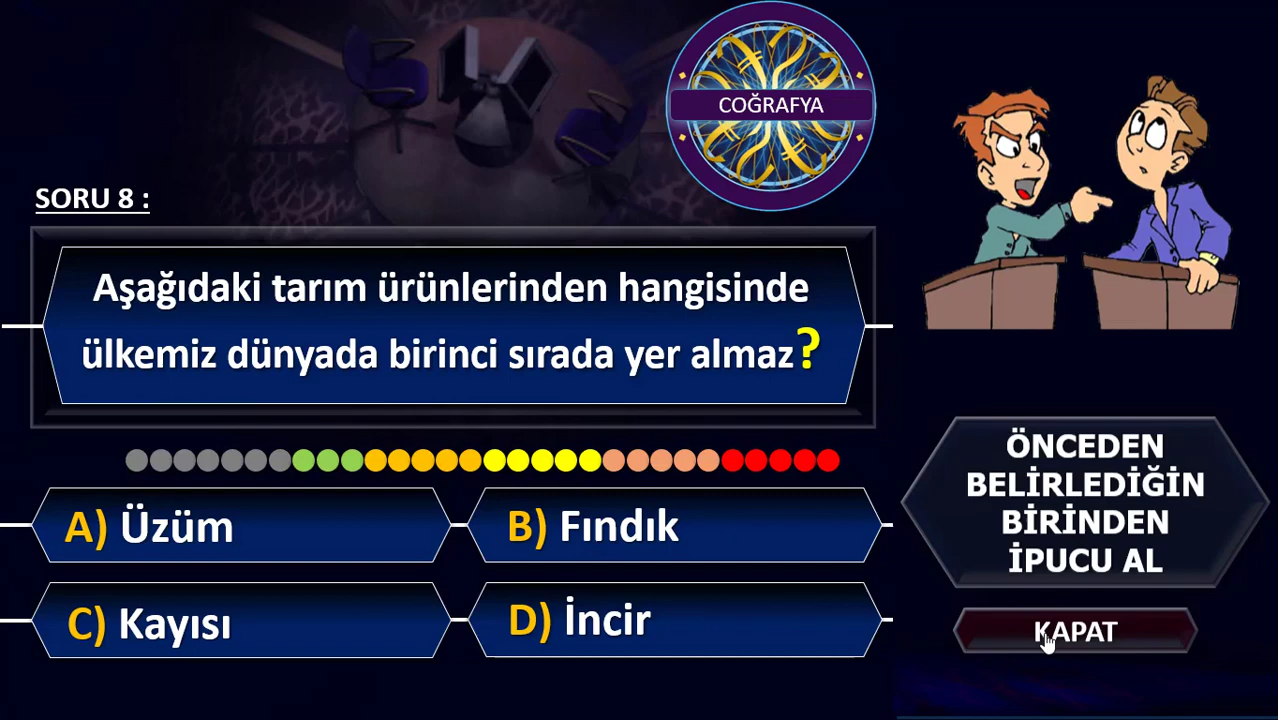 COĞRAFYA
SORU 8 :
Aşağıdaki tarım ürünlerinden hangisinde
ülkemiz dünyada birinci sırada yer almaz?
A) Üzüm
B) Fındık
C) Kayısı
D) İncir
ÖNCEDEN
BELİRLEDİĞİN
BİRİNDEN
İPUCU AL
KAPAT